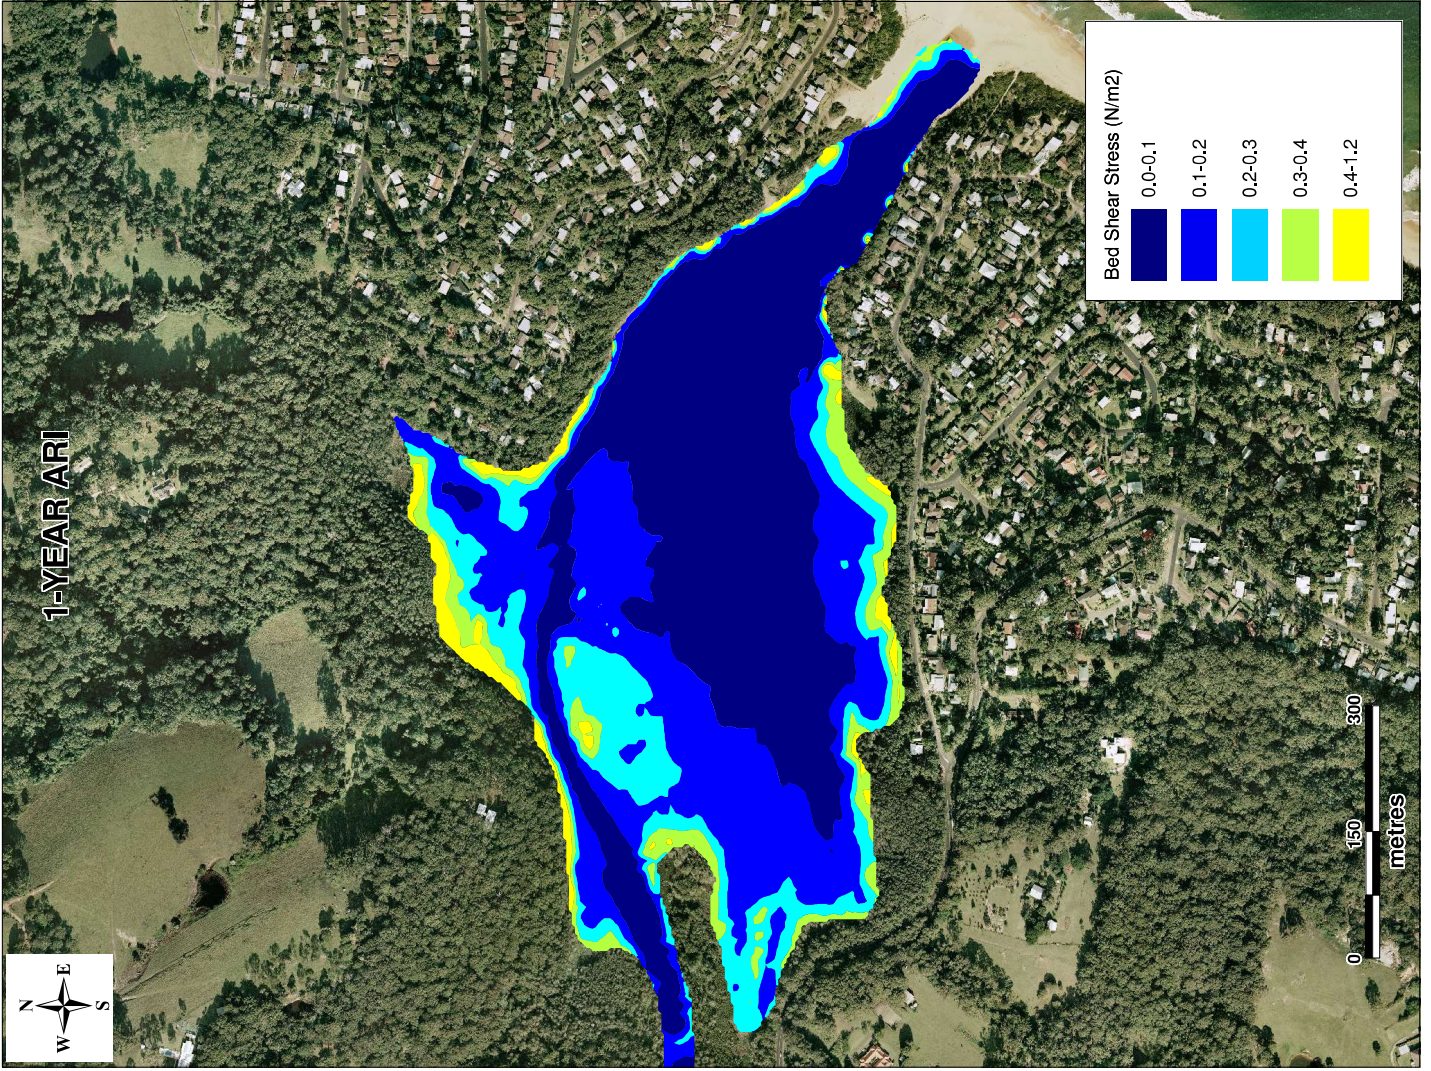 1-YEAR ARI
N
W
E
S
Bed Shear Stress (N/m2)
0.0-0.1
0.1-0.2
0.2-0.3
0.3-0.4
0.4-1.2
0
150
300
metres